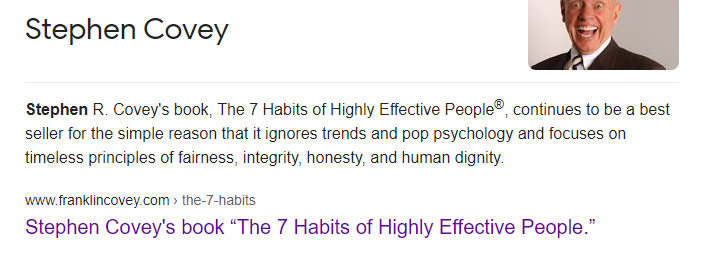 Stephen Covey
Stephen R. Covey's book, The 7 Habits of Highly Effective People®, continues to be a best
seller for the simple reason that it ignores trends and pop psychology and focuses on
timeless principles of fairness, integrity, honesty, and human dignity.
www.franklincovey.com › the-7-habits
Stephen Covey's book “The 7 Habits of Highly Effective People.”